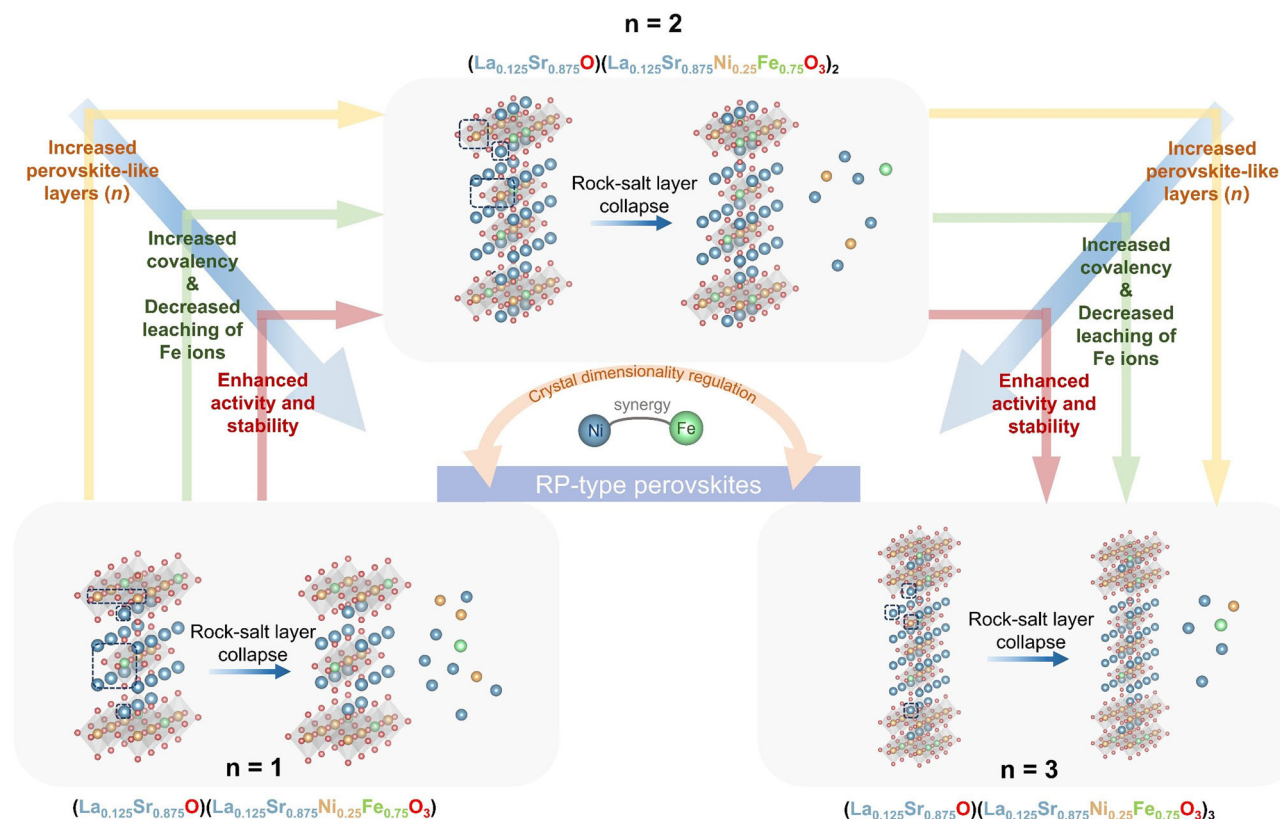 n = 2
(La₀.₁₂₅Sr₀.₈₇₅O)(La₀.₁₂₅Sr₀.₈₇₅Ni₀.₂₅Fe₀.₇₅O₃)₂
Increased
perovskite-like
layers (n)
Increased
covalency
&
Decreased
leaching of
Fe ions
Enhanced
activity and
stability
Rock-salt layer
collapse
Increased
perovskite-like
layers (n)
Increased
covalency
&
Decreased
leaching of
Fe ions
Enhanced
activity and
stability
Crystal dimensionality regulation
synergy
Ni
Fe
RP-type perovskites
Rock-salt layer
collapse
n = 1
(La₀.₁₂₅Sr₀.₈₇₅O)(La₀.₁₂₅Sr₀.₈₇₅Ni₀.₂₅Fe₀.₇₅O₃)
Rock-salt layer
collapse
n = 3
(La₀.₁₂₅Sr₀.₈₇₅O)(La₀.₁₂₅Sr₀.₈₇₅Ni₀.₂₅Fe₀.₇₅O₃)₃